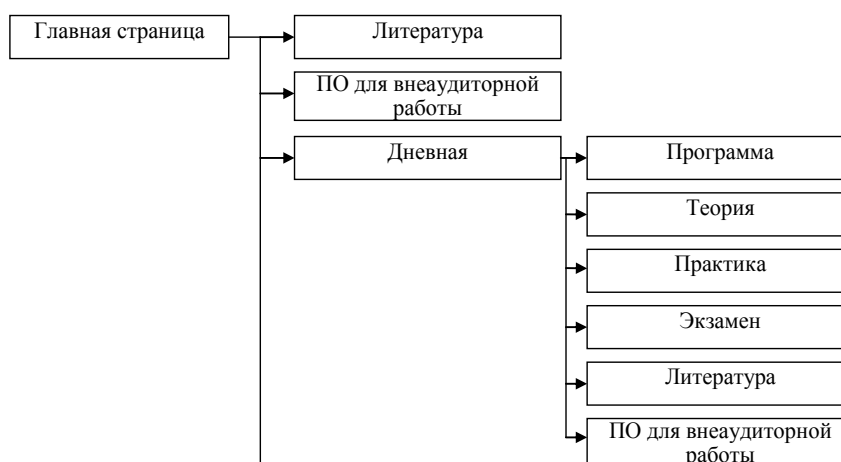 Главная страница
Литература
ПО для внеаудиторной
работы
Дневная
Программа
Теория
Практика
Экзамен
Литература
ПО для внеаудиторной
работы